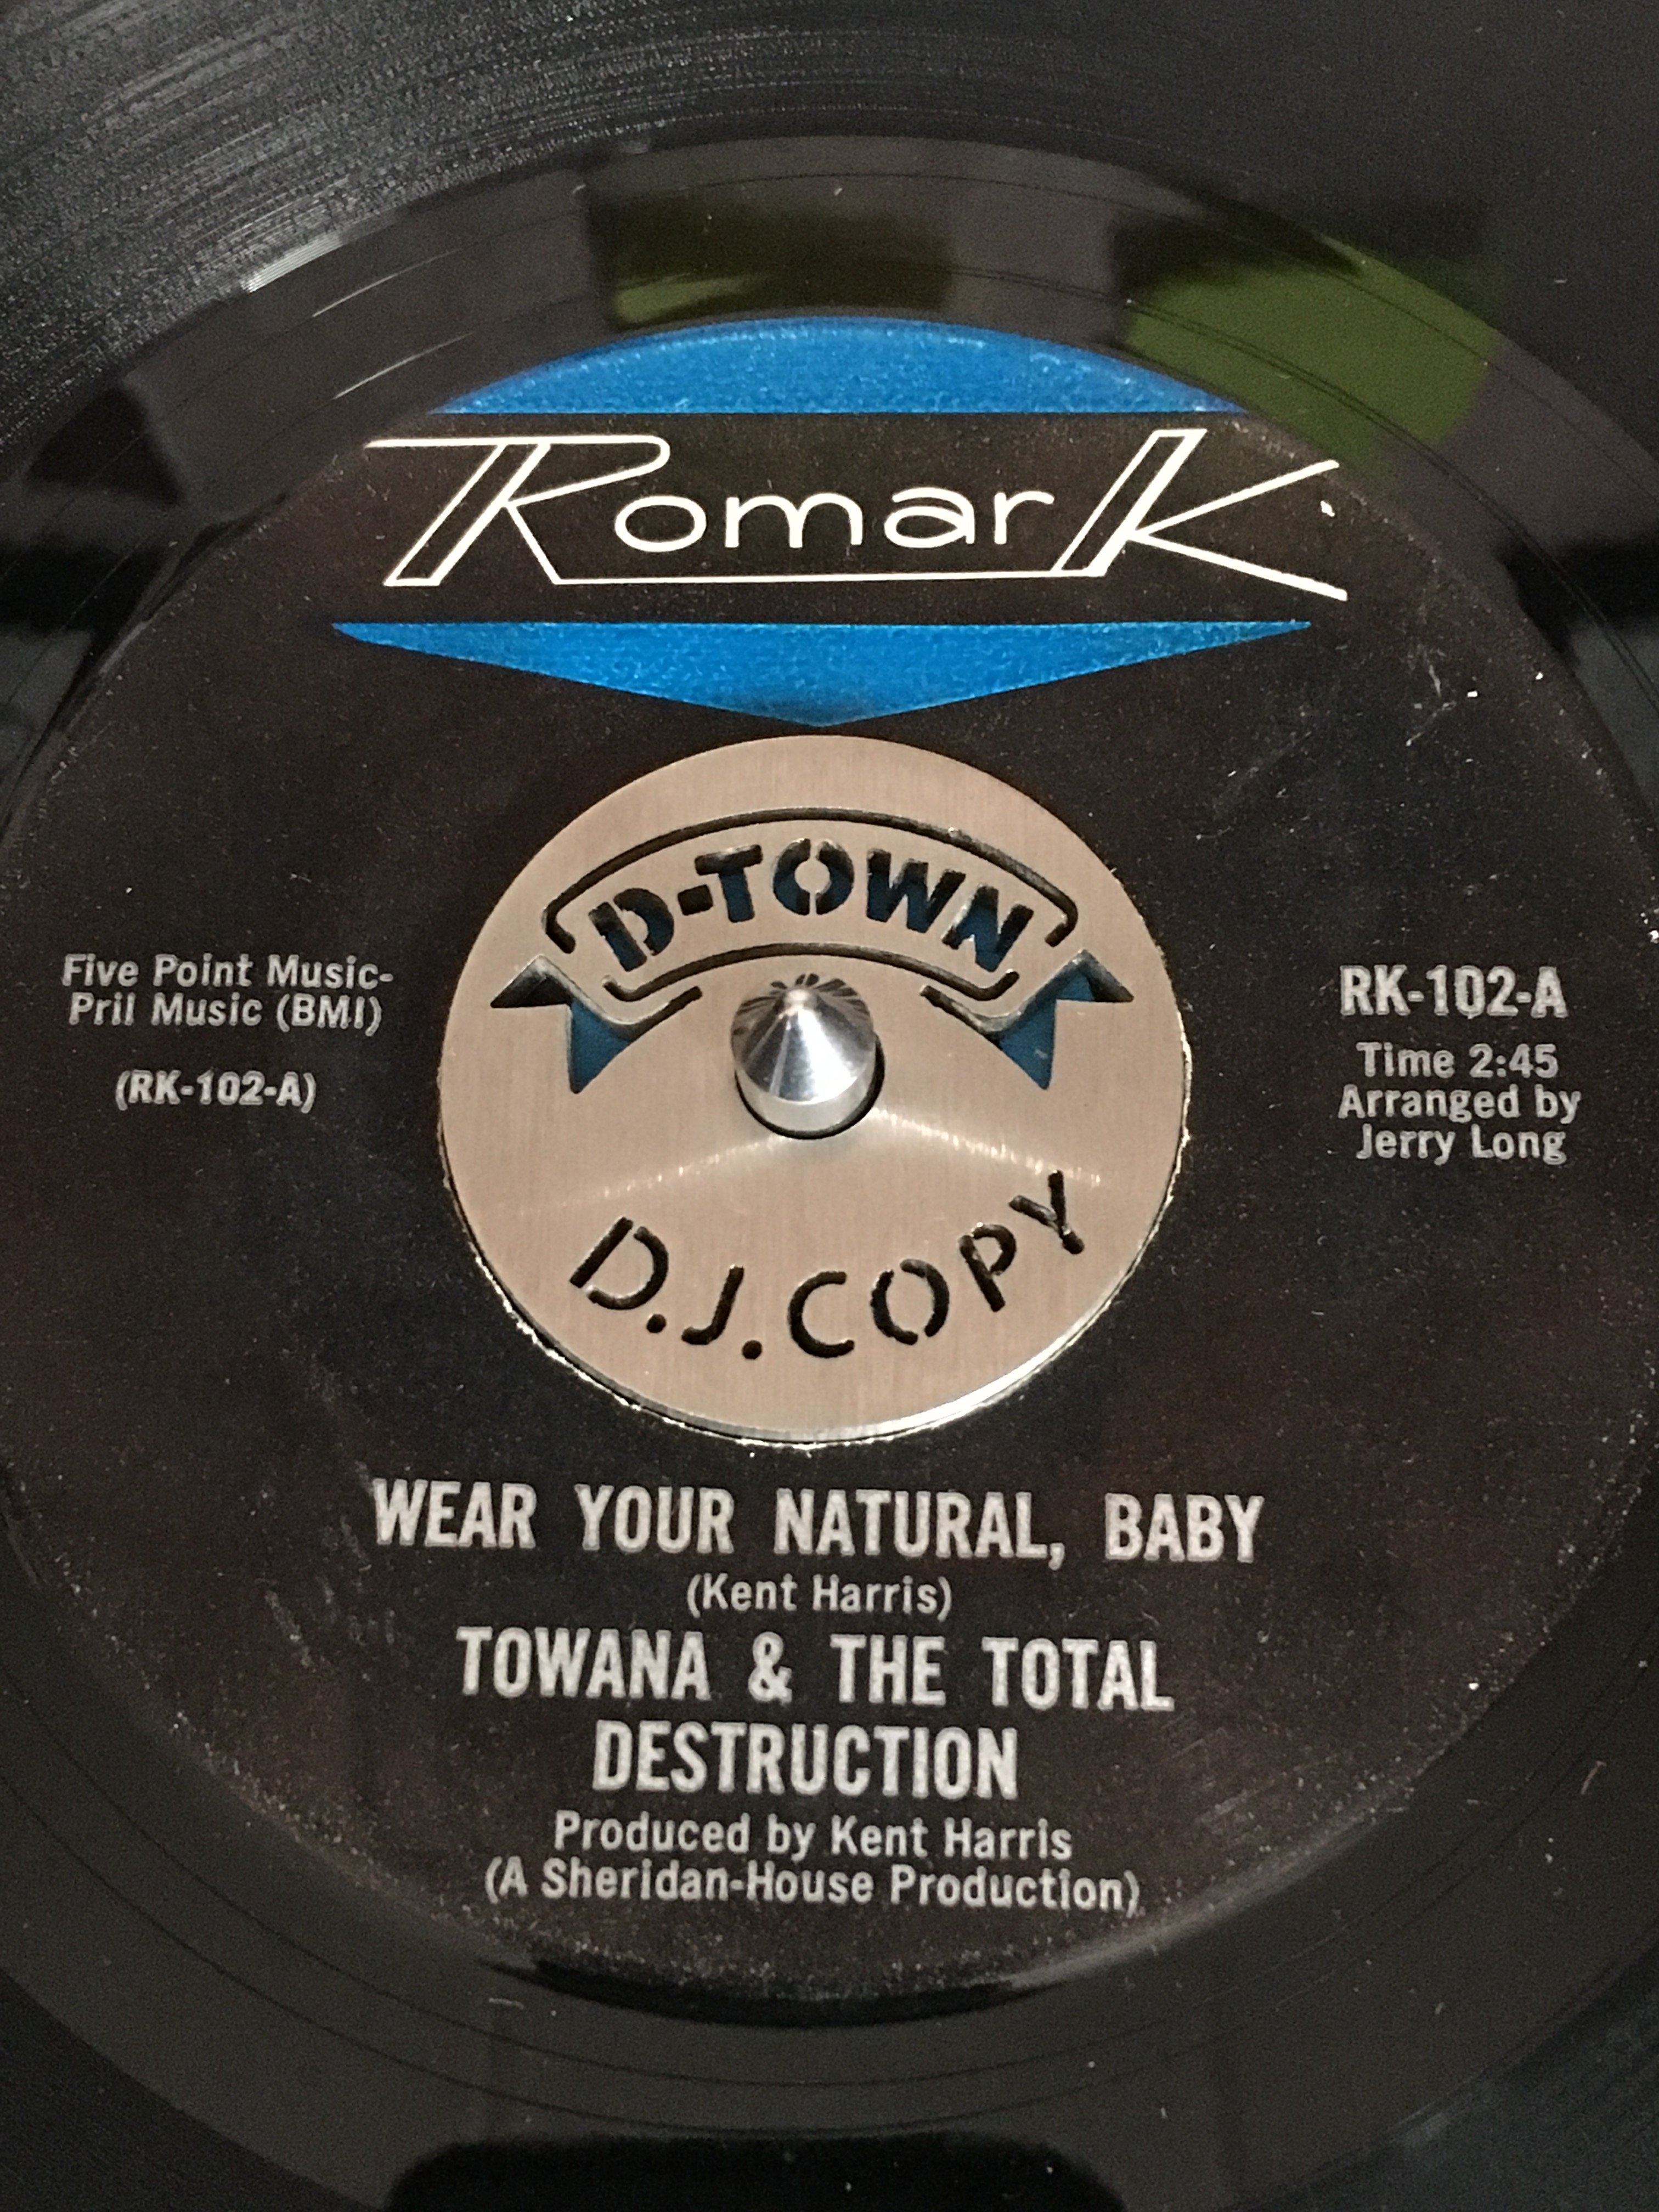 RomarK
D-TOWN
Five Point Music-
Pril Music (BMI)
(RK-102-A)
RK-102-A
Time 2:45
Arranged by
Jerry Long
D.J. COPY
WEAR YOUR NATURAL, BABY
(Kent Harris)
TOWANA & THE TOTAL
DESTRUCTION
Produced by Kent Harris
(A Sheridan-House Production)